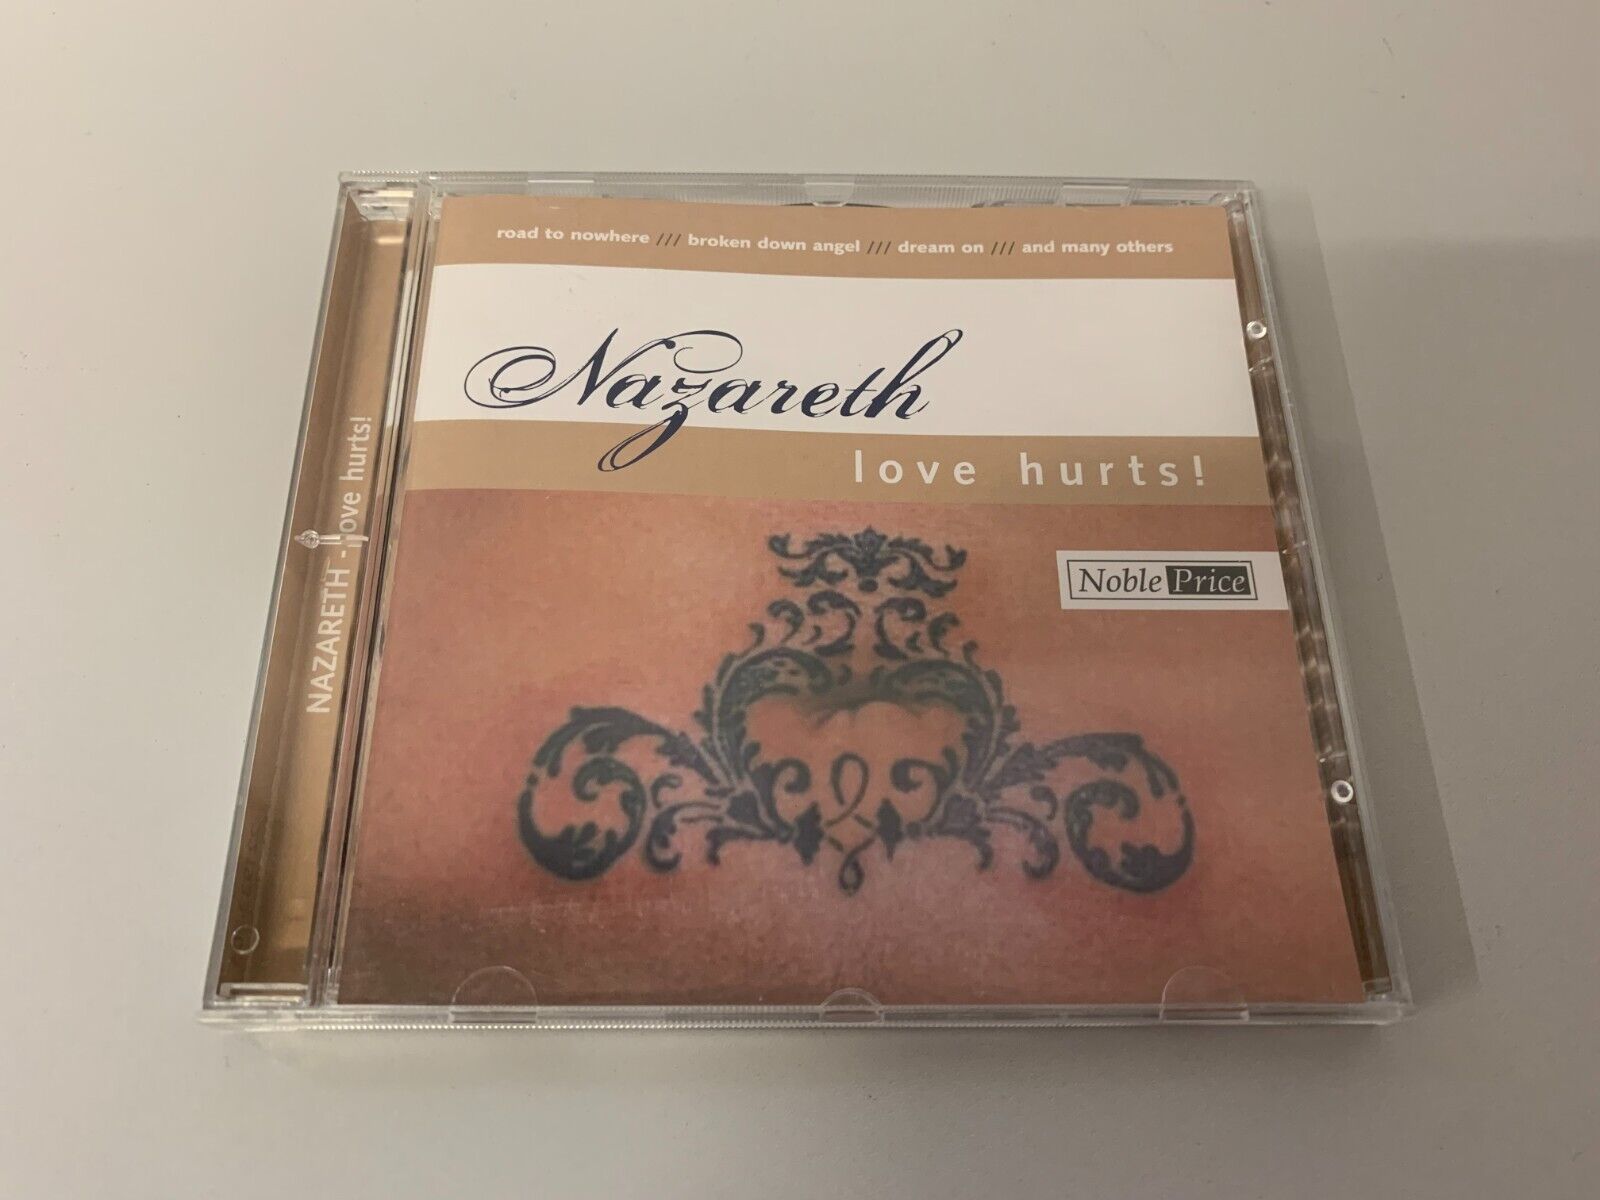 road to nowhere /// broken down angel /// dream on /// and many others
Nazareth
love hurts!
Noble Price
NAZARETH - love hurts!